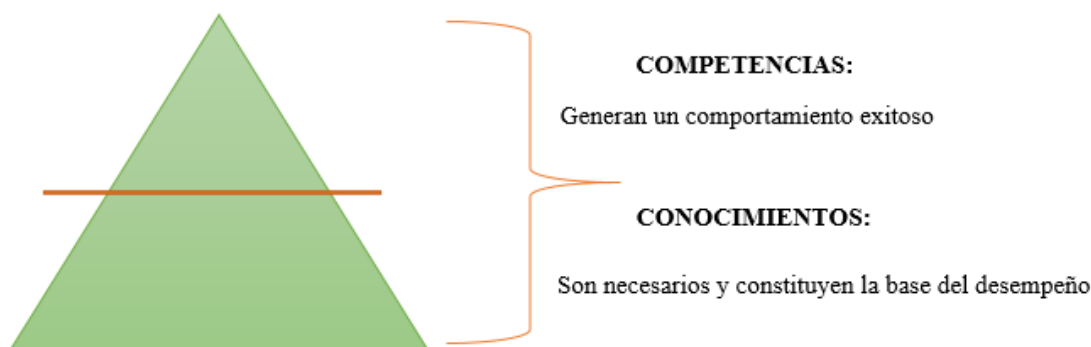 COMPETENCIAS:
Generan un comportamiento exitoso
CONOCIMIENTOS:
Son necesarios y constituyen la base del desempeño